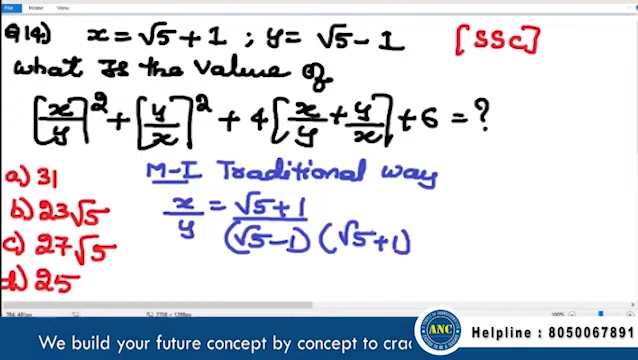 Q14. x = √5 + 1 ; y = √5 - 1 [SSC]
What Is the Value Of
[x/y]² + [y/x]² + 4[x/y + y/x] + 6 = ?
a) 31
b) 23√5
c) 27√5
d) 25
M-I Traditional way
x/y = √5+1 / (√5-1) (√5+1)
100%
We build your future concept by concept to crac
ANC
Helpline : 8050067891